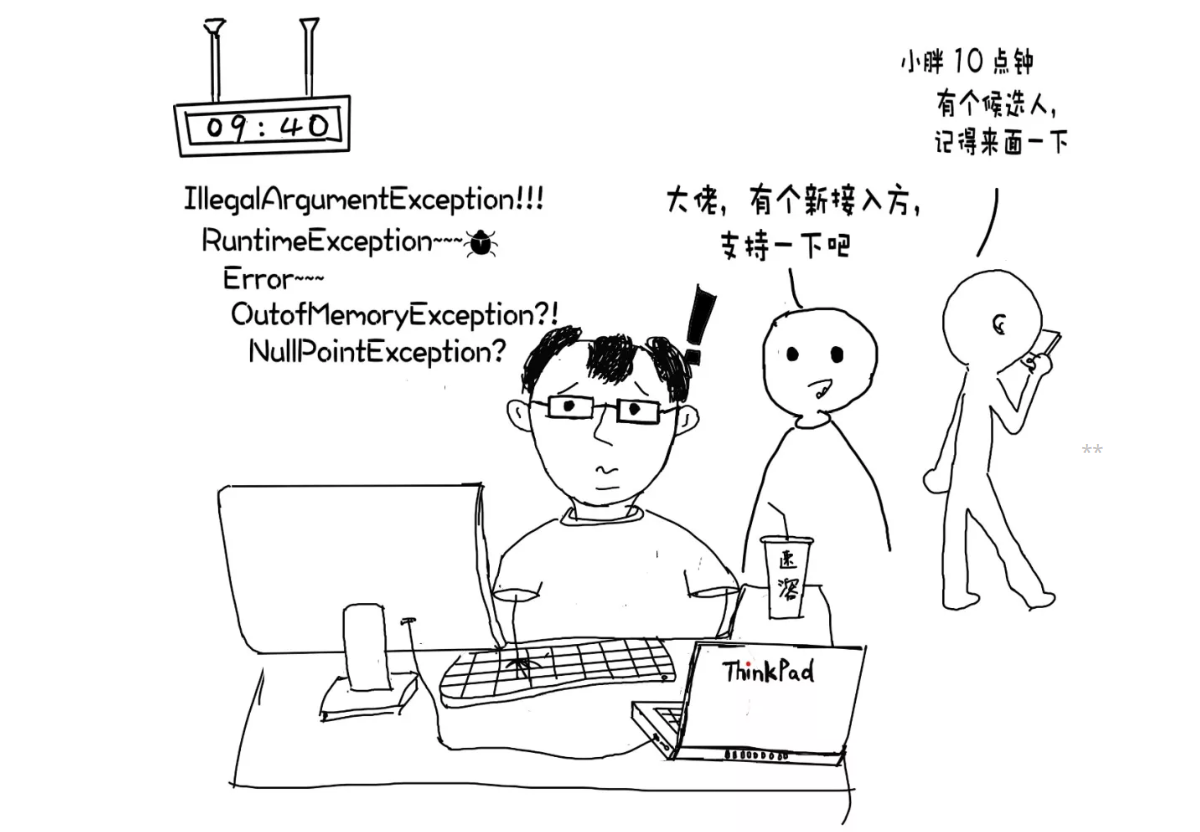 09:40
小胖 10 点钟
有个候选人,
记得来面一下
IllegalArgumentException!!!
RuntimeException~~~
Error~~~
OutofMemoryException?!
NullPointException?
大佬, 有个新接入方,
支持一下吧
!
速
溶
ThinkPad
**